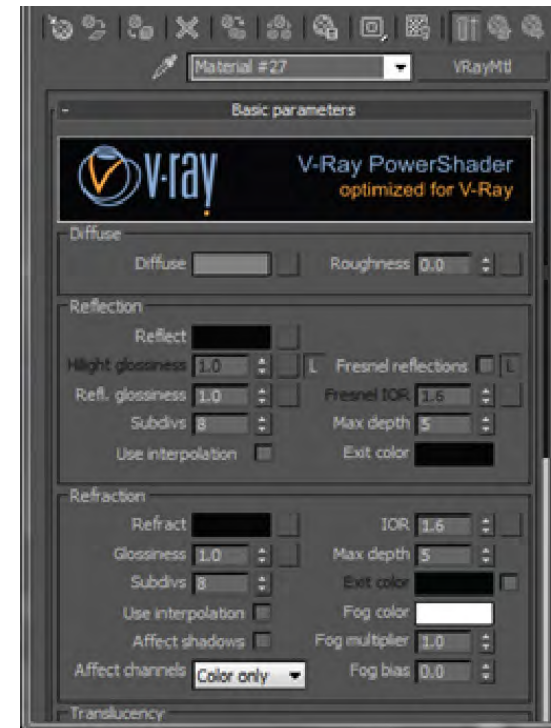 Material #27 VRayMtl
- Basic parameters
v·ray V-Ray PowerShader
optimized for V-Ray
Diffuse
Diffuse Roughness 0.0
Reflection
Reflect
Hilight glossiness 1.0 L Fresnel reflections L
Refl. glossiness 1.0 Fresnel IOR 1.6
Subdivs 8 Max depth 5
Use interpolation Exit color
Refraction
Refract IOR 1.6
Glossiness 1.0 Max depth 5
Subdivs 8 Exit color
Use interpolation Fog color
Affect shadows Fog multiplier 1.0
Affect channels Color only Fog bias 0.0
Translucency